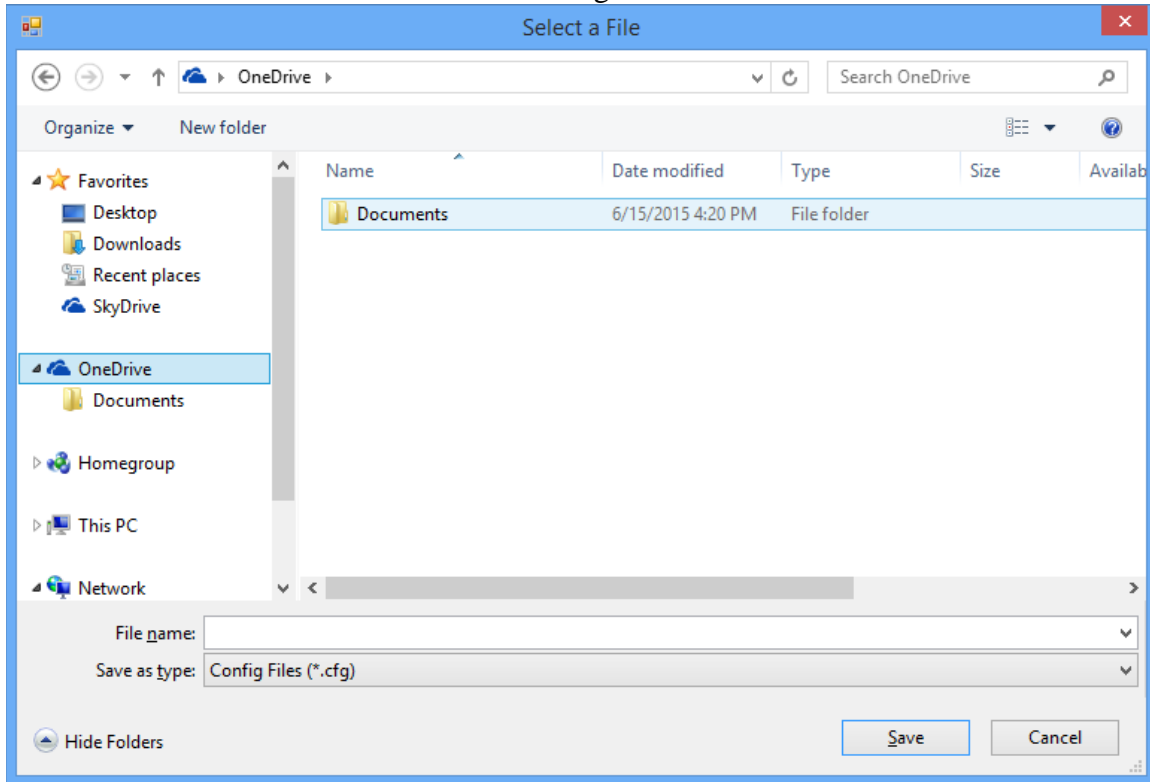 Select a File
OneDrive
Search OneDrive
Organize New folder
Name Date modified Type Size Availab
Favorites
Documents 6/15/2015 4:20 PM File folder
Desktop
Downloads
Recent places
SkyDrive
OneDrive
Documents
Homegroup
This PC
Network
File name:
Save as type: Config Files (*.cfg)
Hide Folders
Save Cancel